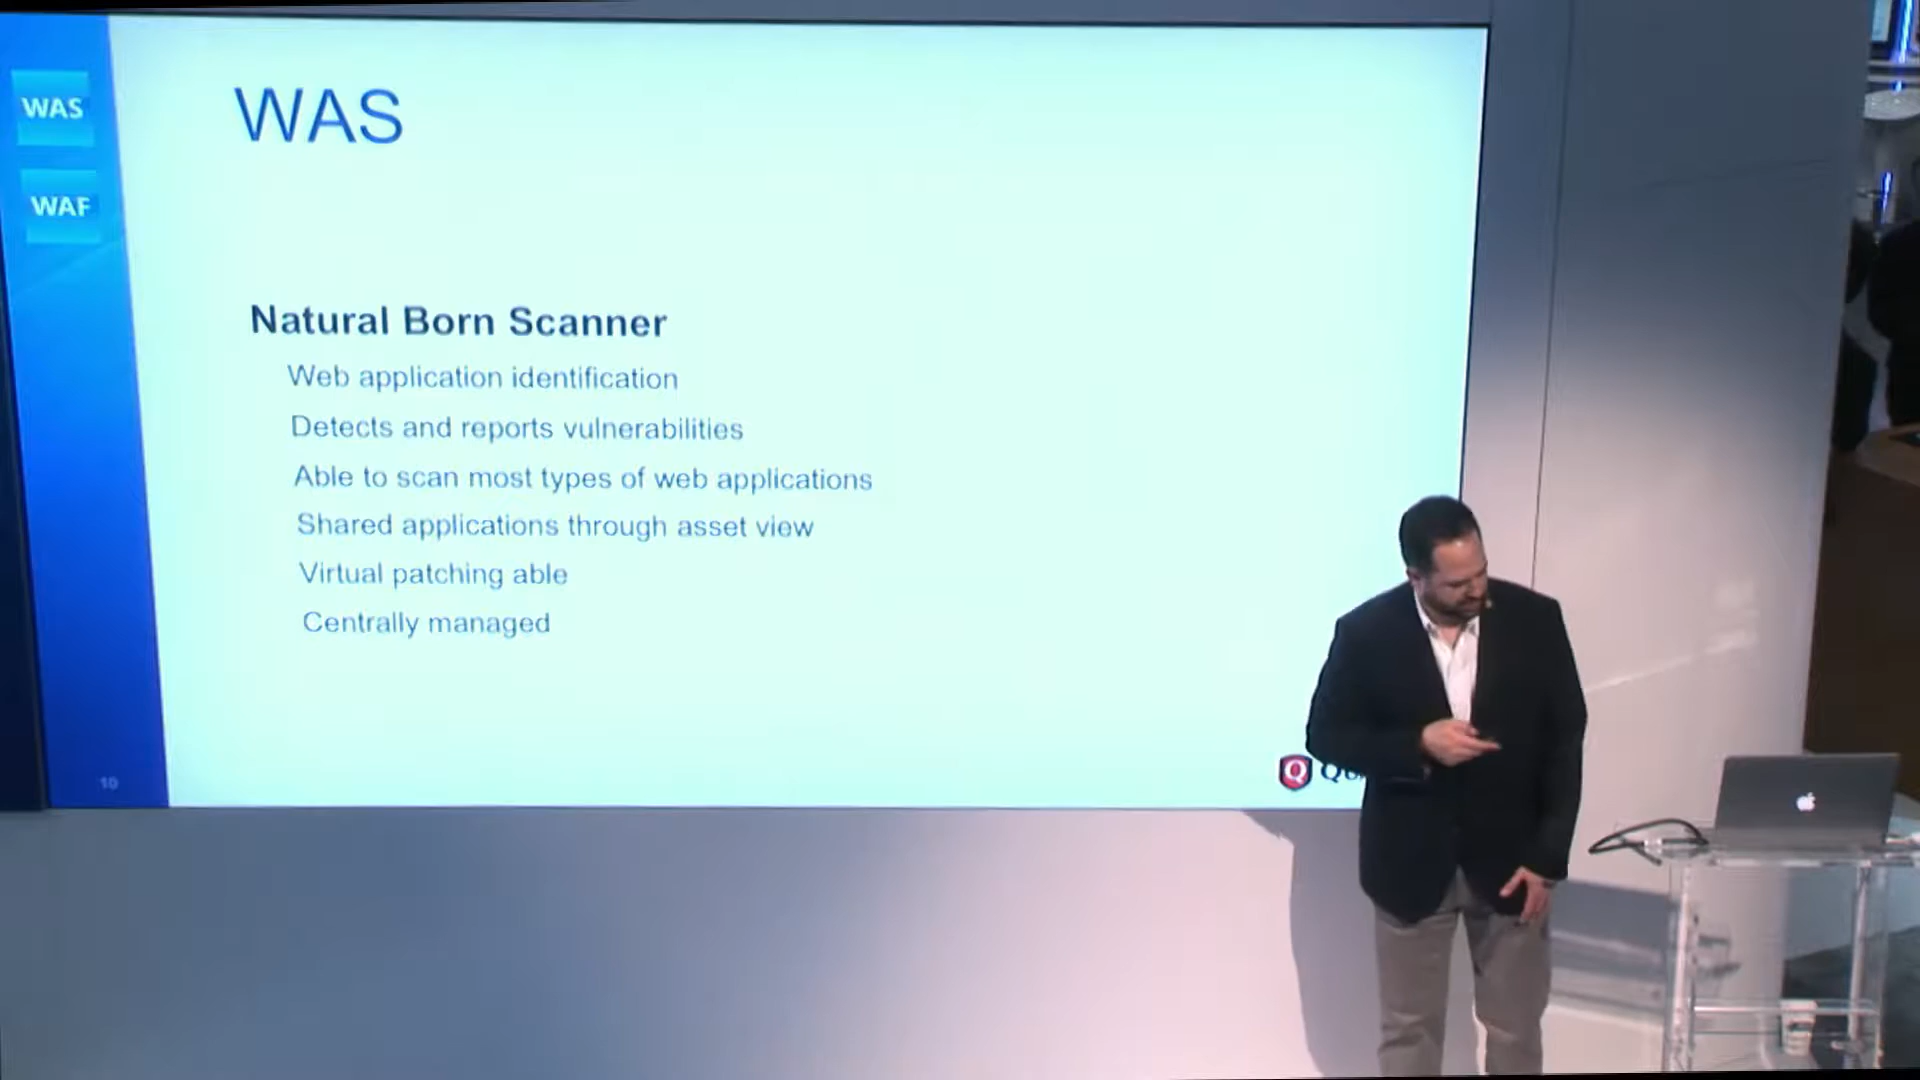 WAS
WAF
WAS
Natural Born Scanner
Web application identification
Detects and reports vulnerabilities
Able to scan most types of web applications
Shared applications through asset view
Virtual patching able
Centrally managed
10
Q